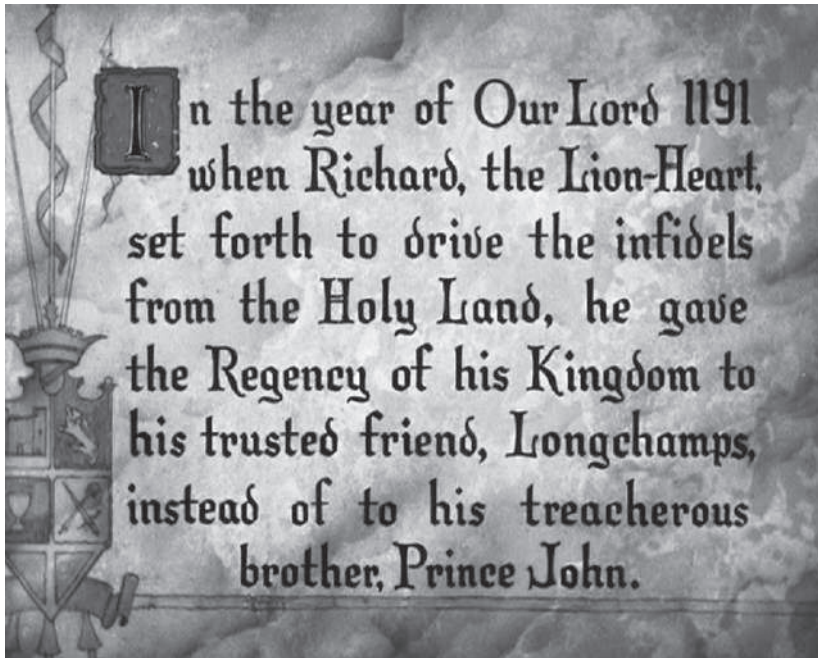 In the year of Our Lord 1191
when Richard, the Lion-Heart,
set forth to drive the infidels
from the Holy Land, he gave
the Regency of his Kingdom to
his trusted friend, Longchamps,
instead of to his treacherous
brother, Prince John.